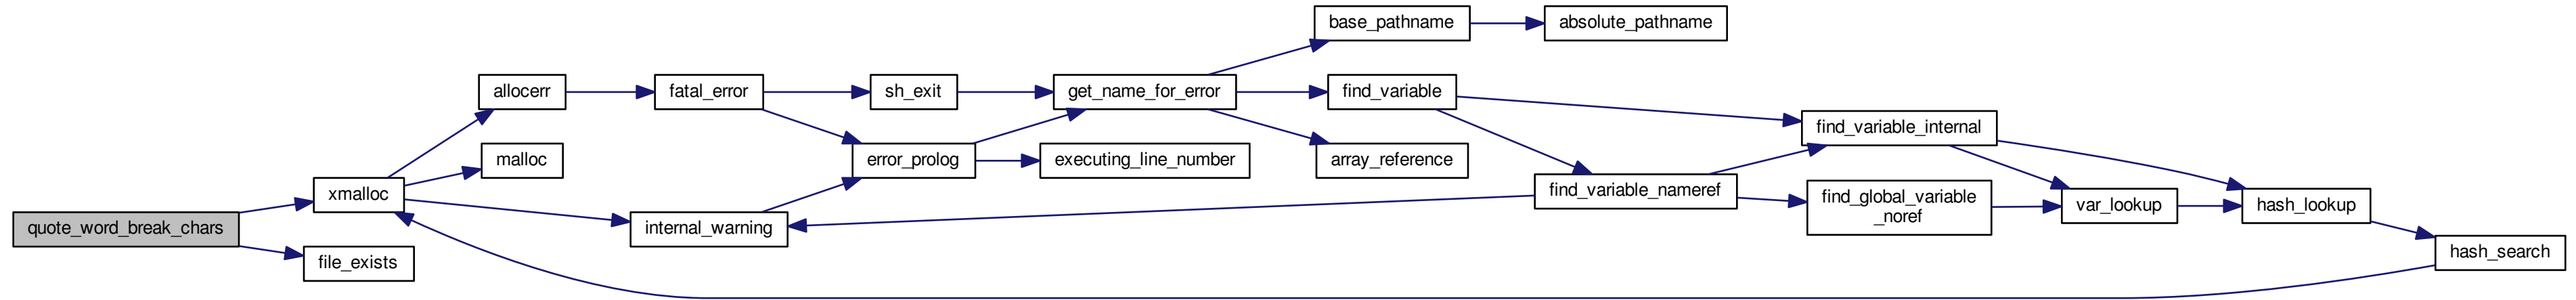 base_pathname
absolute_pathname
allocerr
fatal_error
sh_exit
get_name_for_error
find_variable
find_variable_internal
malloc
error_prolog
executing_line_number
array_reference
xmalloc
find_variable_nameref
find_global_variable
_noref
var_lookup
hash_lookup
quote_word_break_chars
internal_warning
file_exists
hash_search